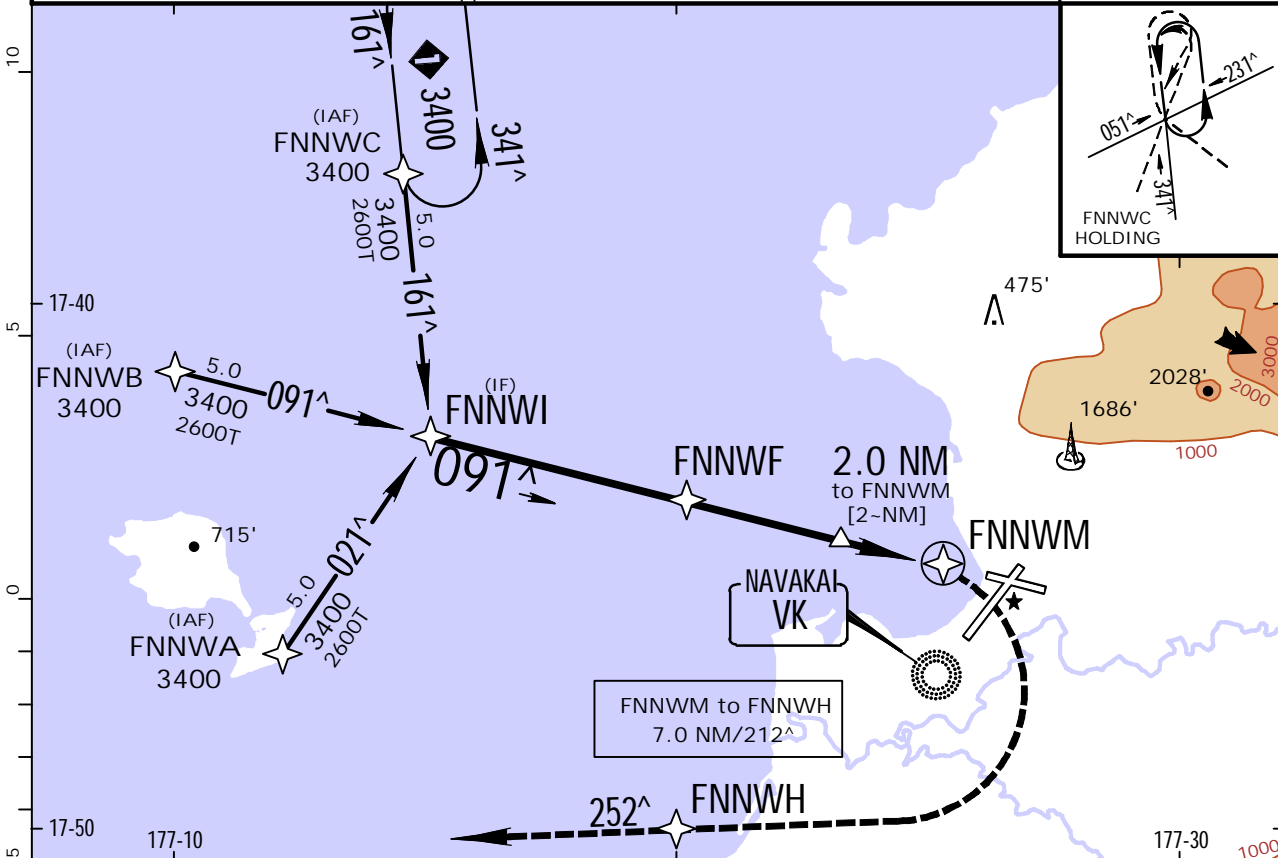 10
5
0
5
161^
1
3400
341^
(IAF)
FNNWC
3400
5.0
3400
2600T
161^
051^
231^
341^
FNNWC
HOLDING
17-40
475'
3000
2000
2028'
1686'
1000
(IAF)
FNNWB
3400
5.0
091^
3400
2600T
(IF)
FNNWI
091^
FNNWF
2.0 NM
to FNNWM
[2~NM]
FNNWM
715'
021^
5.0
3400
2600T
(IAF)
FNNWA
3400
NAVAKAI
VK
FNNWM to FNNWH
7.0 NM/212^
252^
FNNWH
17-50
177-10
177-30
1000